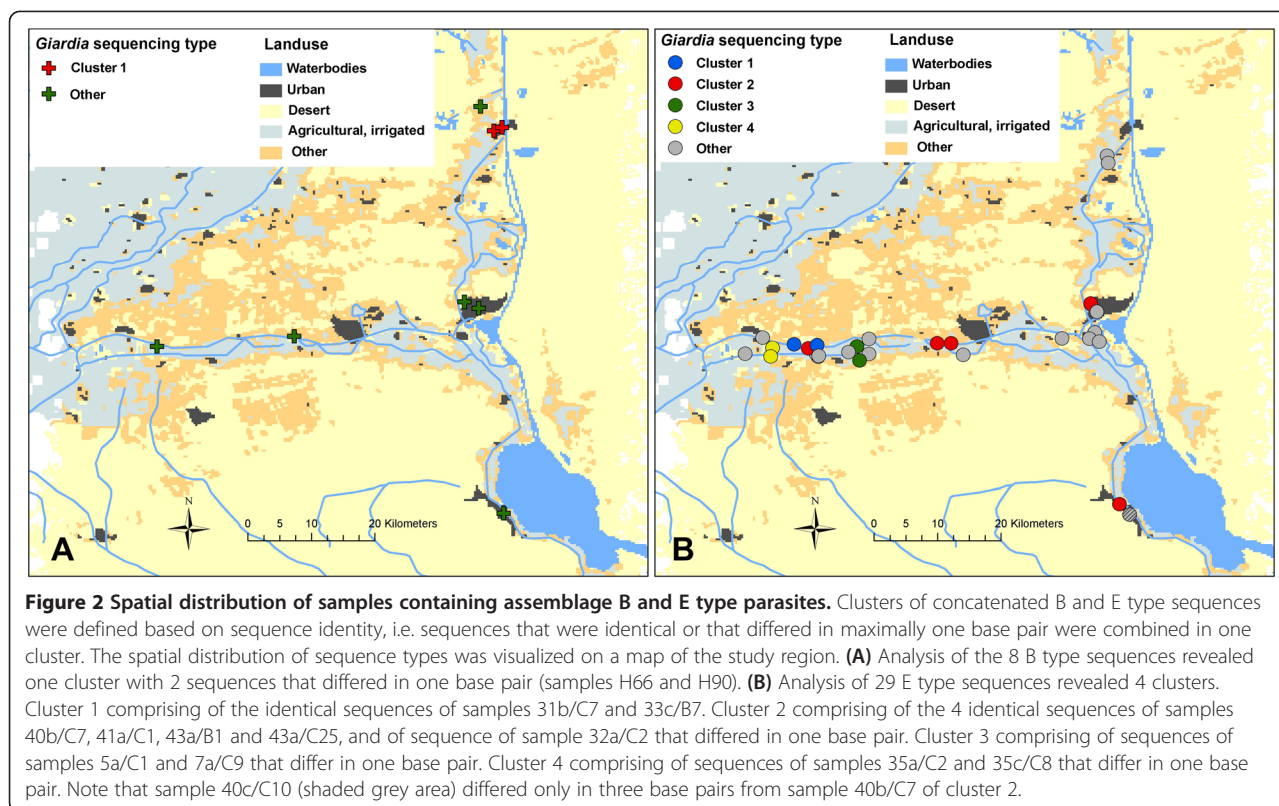 Giardia sequencing type
Cluster 1
Other
Landuse
Waterbodies
Urban
Desert
Agricultural, irrigated
Other
N
0 5 10 20 Kilometers
A
Giardia sequencing type
Cluster 1
Cluster 2
Cluster 3
Cluster 4
Other
Landuse
Waterbodies
Urban
Desert
Agricultural, irrigated
Other
N
0 5 10 20 Kilometers
B
Figure 2 Spatial distribution of samples containing assemblage B and E type parasites. Clusters of concatenated B and E type sequences
were defined based on sequence identity, i.e. sequences that were identical or that differed in maximally one base pair were combined in one
cluster. The spatial distribution of sequence types was visualized on a map of the study region. (A) Analysis of the 8 B type sequences revealed
one cluster with 2 sequences that differed in one base pair (samples H66 and H90). (B) Analysis of 29 E type sequences revealed 4 clusters.
Cluster 1 comprising of the identical sequences of samples 31b/C7 and 33c/B7. Cluster 2 comprising of the 4 identical sequences of samples
40b/C7, 41a/C1, 43a/B1 and 43a/C25, and of sequence of sample 32a/C2 that differed in one base pair. Cluster 3 comprising of sequences of
samples 5a/C1 and 7a/C9 that differ in one base pair. Cluster 4 comprising of sequences of samples 35a/C2 and 35c/C8 that differ in one base
pair. Note that sample 40c/C10 (shaded grey area) differed only in three base pairs from sample 40b/C7 of cluster 2.